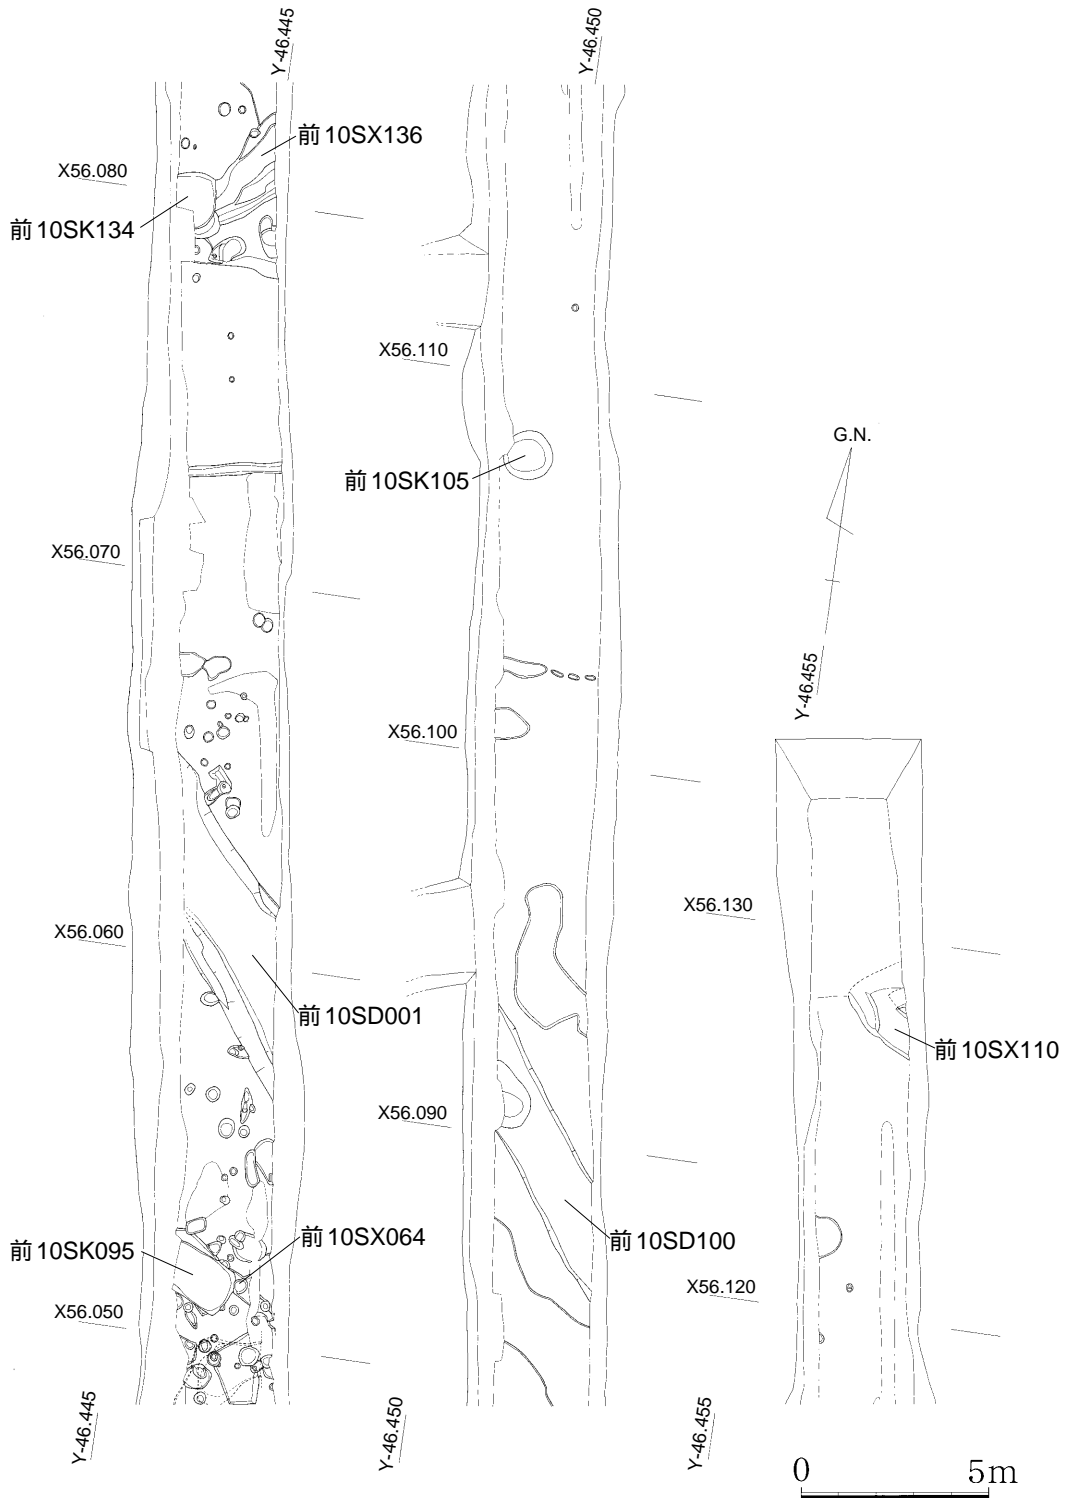 Y-46.445
Y-46.450
前10SX136
X56.080
前10SK134
X56.110
G.N.
前10SK105
X56.070
Y-46.455
X56.100
X56.130
X56.060
前10SD001
前10SX110
X56.090
前10SX064
前10SD100
前10SK095
X56.120
X56.050
Y-46.445
Y-46.450
Y-46.455
0 5m